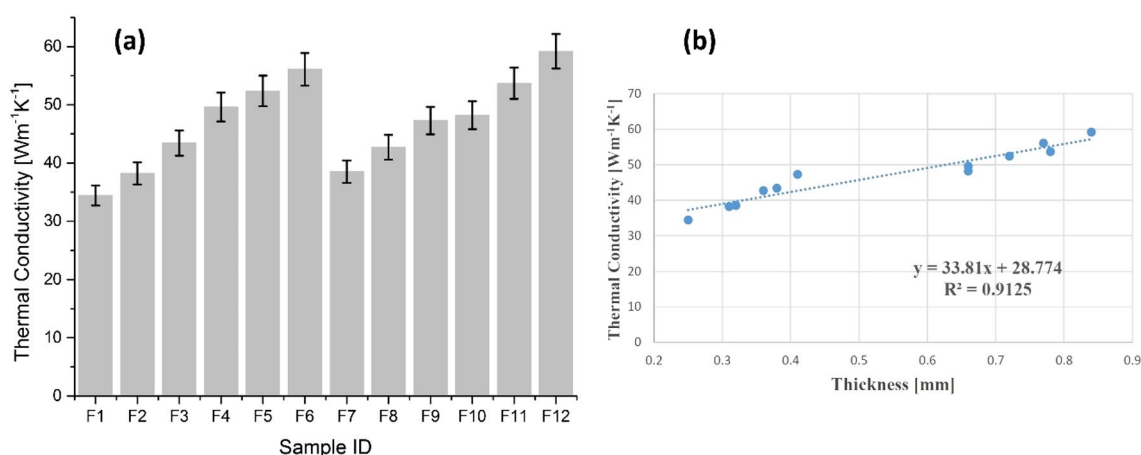 (a)
Thermal Conductivity [Wm⁻¹K⁻¹]
60
50
40
30
20
10
0
F1 F2 F3 F4 F5 F6 F7 F8 F9 F10 F11 F12
Sample ID
(b)
Thermal Conductivity [Wm⁻¹K⁻¹]
70
60
50
40
30
20
10
0
y = 33.81x + 28.774
R² = 0.9125
0.2 0.3 0.4 0.5 0.6 0.7 0.8 0.9
Thickness [mm]